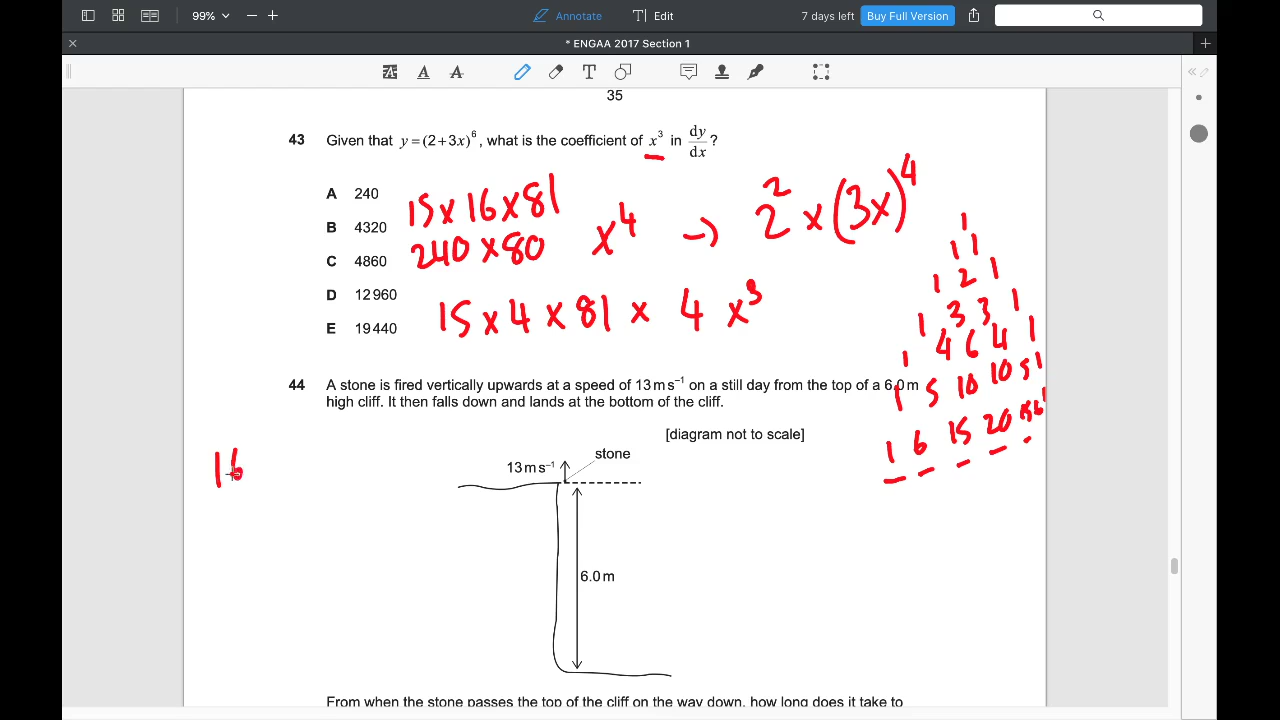 99%
Annotate
Edit
7 days left
Buy Full Version
* ENGAA 2017 Section 1
35
43 Given that y = (2 + 3x)⁶, what is the coefficient of x³ in dy/dx ?
A 240
B 4320
C 4860
D 12 960
E 19 440
15 x 16 x 81
240 x 80
x⁴ → 2² x (3x)⁴
15 x 4 x 81 x 4 x³
1
1 1
1 2 1
1 3 3 1
1 4 6 4 1
1 5 10 10 5 1
1 6 15 20 15 6 1
44 A stone is fired vertically upwards at a speed of 13 m s⁻¹ on a still day from the top of a 6.0 m
high cliff. It then falls down and lands at the bottom of the cliff.
[diagram not to scale]
stone
13 m s⁻¹
16
6.0 m
From when the stone passes the top of the cliff on the way down, how long does it take to